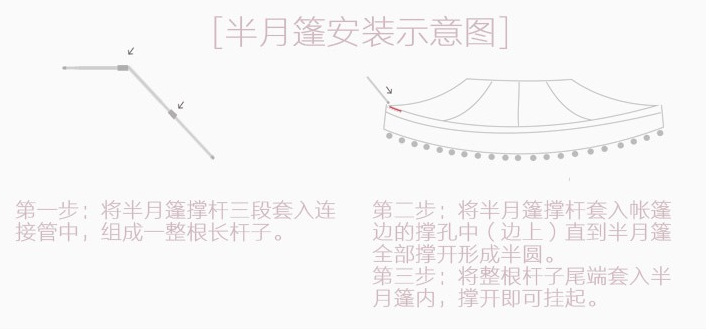 [半月篷安装示意图]
第一步；将半月篷撑杆三段套入连
接管中，组成一整根长杆子。
第二步；将半月篷撑杆套入帐篷
边的撑孔中（边上）直到半月篷
全部撑开形成半圆。
第三步；将整根杆子尾端套入半
月篷内，撑开即可挂起。